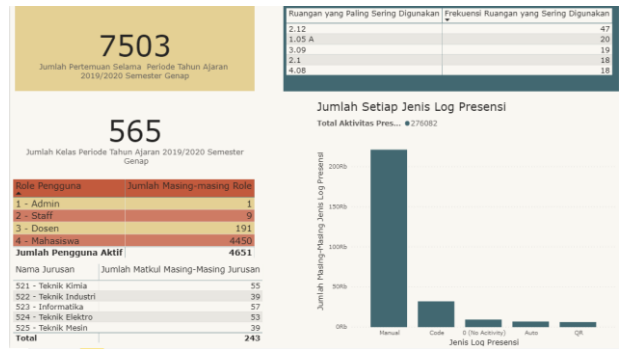 7503
Jumlah Pertemuan Selama Periode Tahun Ajaran
2019/2020 Semester Genap
Ruangan yang Paling Sering Digunakan Frekuensi Ruangan yang Sering Digunakan
2.12 47
1.05 A 20
3.09 19
2.1 18
4.08 18
565
Jumlah Kelas Periode Tahun Ajaran 2019/2020 Semester
Genap
Role Pengguna Jumlah Masing-masing Role
1 - Admin 1
2 - Staff 9
3 - Dosen 191
4 - Mahasiswa 4450
Jumlah Pengguna Aktif 4651
Nama Jurusan Jumlah Matkul Masing-Masing Jurusan
521 - Teknik Kimia 55
522 - Teknik Industri 39
523 - Informatika 57
524 - Teknik Elektro 53
525 - Teknik Mesin 39
Total 243
Jumlah Setiap Jenis Log Presensi
Total Aktivitas Pres... 276082
Jumlah Masing-Masing Jenis Log Presensi
200Rb
150Rb
100Rb
50Rb
0Rb
Manual Code 0 (No Acitivity) Auto QR
Jenis Log Presensi